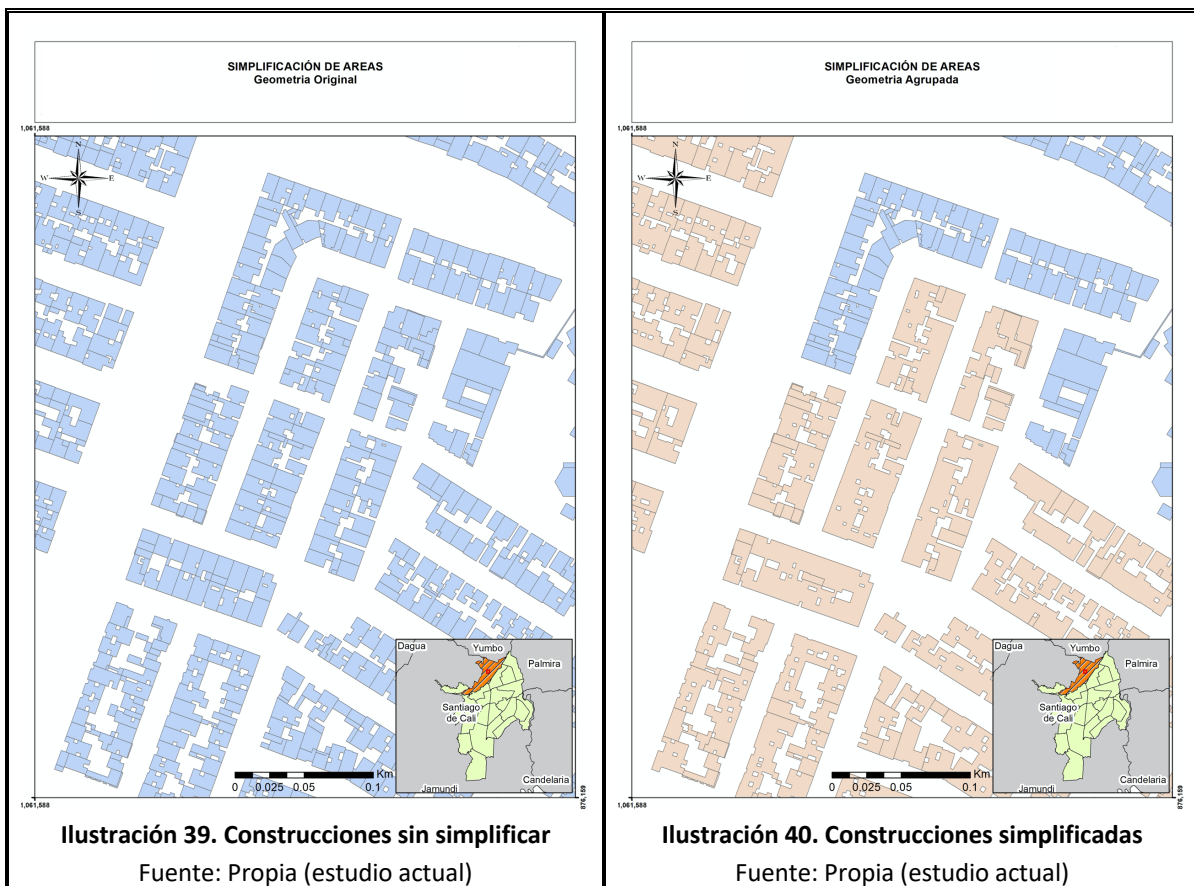 SIMPLIFICACIÓN DE AREAS
Geometria Original
1,061,588
N
W E
S
Dagua Yumbo
Palmira
Santiago
de Cali
Candelaria
Jamundi
Km
0 0.025 0.05 0.1
1,061,588
876,159
Ilustración 39. Construcciones sin simplificar
Fuente: Propia (estudio actual)
SIMPLIFICACIÓN DE AREAS
Geometria Agrupada
1,061,588
N
W E
S
Dagua Yumbo
Palmira
Santiago
de Cali
Candelaria
Jamundi
Km
0 0.025 0.05 0.1
1,061,588
876,159
Ilustración 40. Construcciones simplificadas
Fuente: Propia (estudio actual)